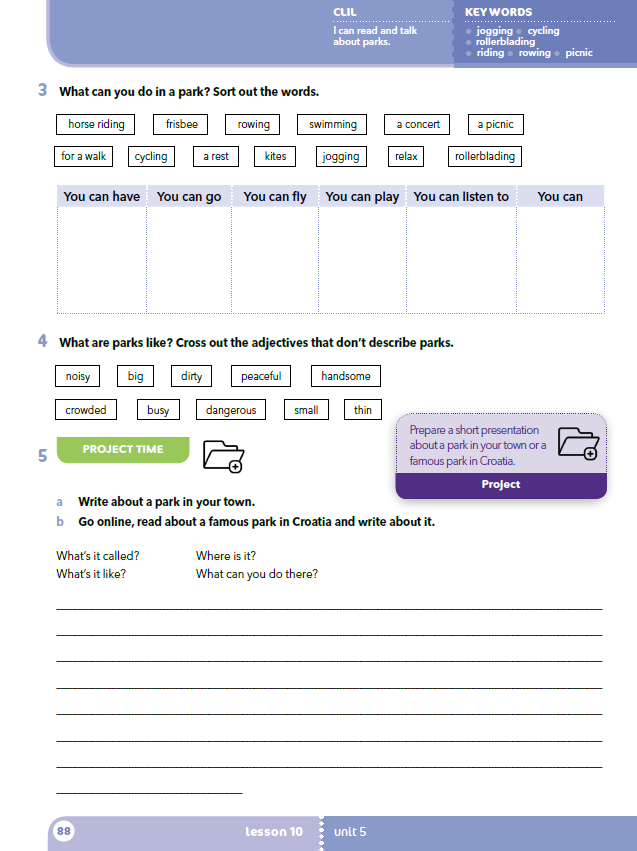 CLIL
I can read and talk
about parks.
KEY WORDS
jogging cycling
rollerblading
riding rowing picnic
3 What can you do in a park? Sort out the words.
horse riding frisbee rowing swimming a concert a picnic
for a walk cycling a rest kites jogging relax rollerblading
You can have You can go You can fly You can play You can listen to You can
4 What are parks like? Cross out the adjectives that don't describe parks.
noisy big dirty peaceful handsome
crowded busy dangerous small thin
Prepare a short presentation
about a park in your town or a
famous park in Croatia.
Project
5 PROJECT TIME
a Write about a park in your town.
b Go online, read about a famous park in Croatia and write about it.
What's it called? Where is it?
What's it like? What can you do there?
88 lesson 10 unit 5